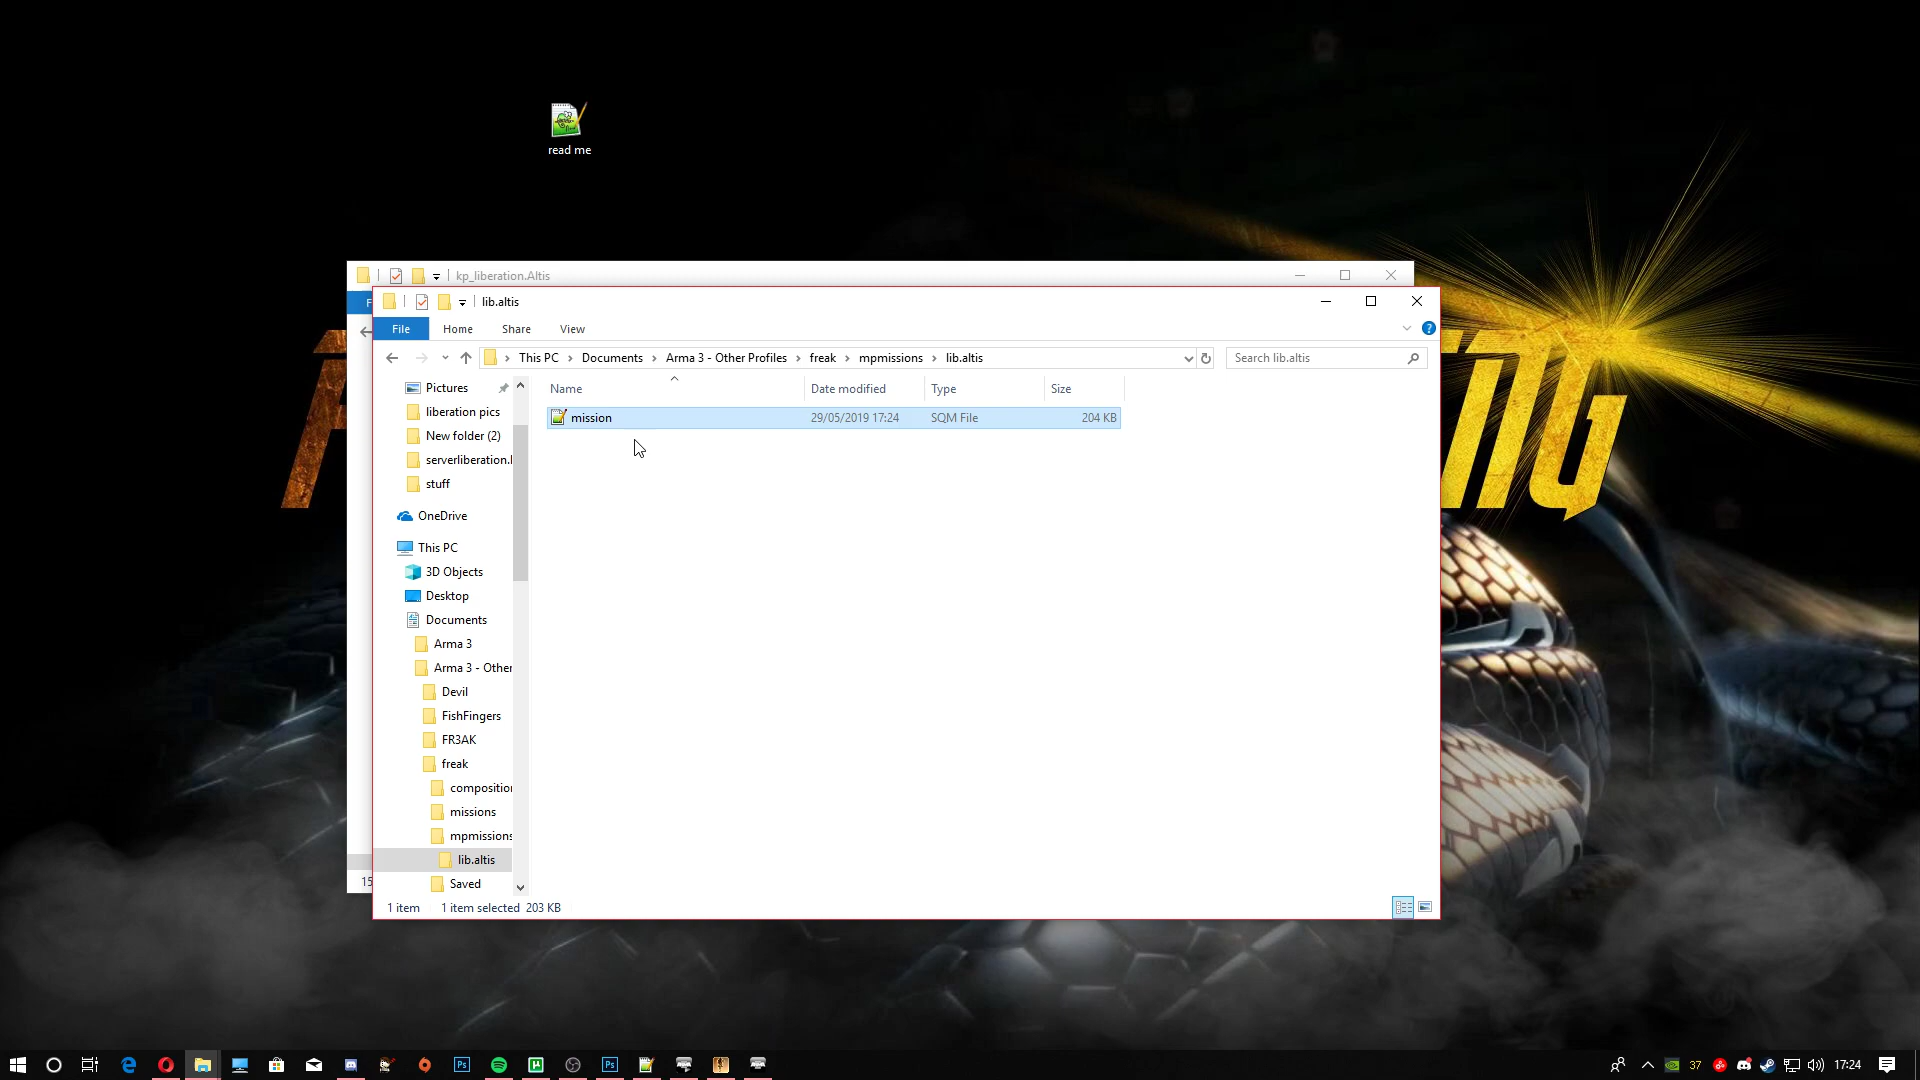 read me
kp_liberation.Altis
lib.altis
File
Home
Share
View
This PC
Documents
Arma 3 - Other Profiles
freak
mpmissions
lib.altis
Search lib.altis
Name
Date modified
Type
Size
mission
29/05/2019 17:24
SQM File
204 KB
Pictures
liberation pics
New folder (2)
serverliberation.
stuff
OneDrive
This PC
3D Objects
Desktop
Documents
Arma 3
Arma 3 - Other
Devil
FishFingers
FR3AK
freak
composition
missions
mpmissions
lib.altis
Saved
15
1 item
1 item selected 203 KB
Ps
Ps
37
17:24